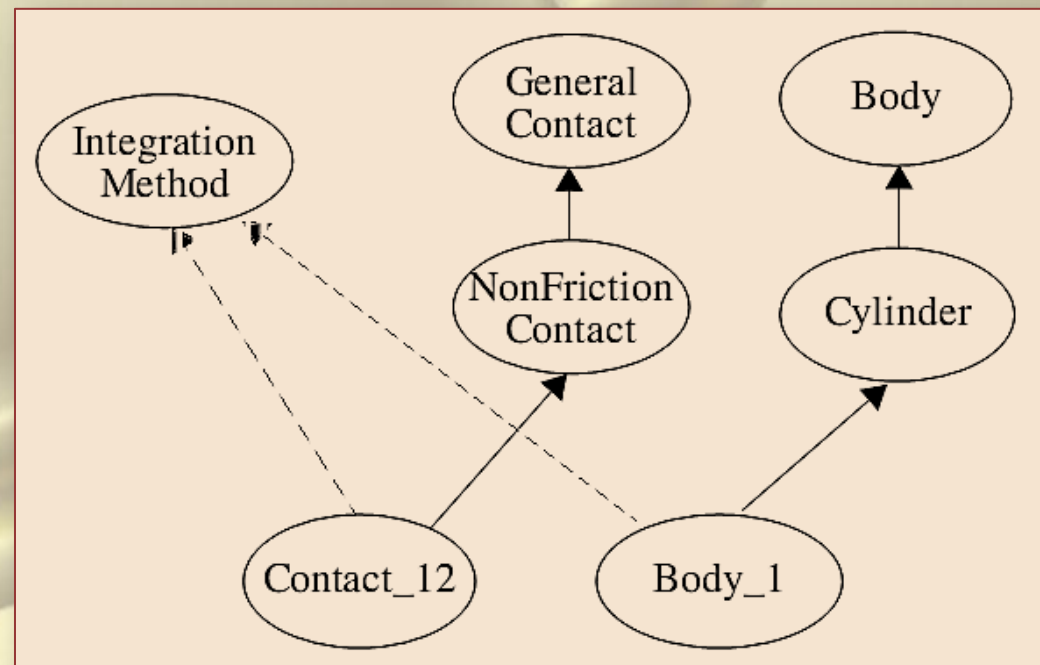 General
Contact
Body
Integration
Method
NonFriction
Contact
Cylinder
Contact_12
Body_1